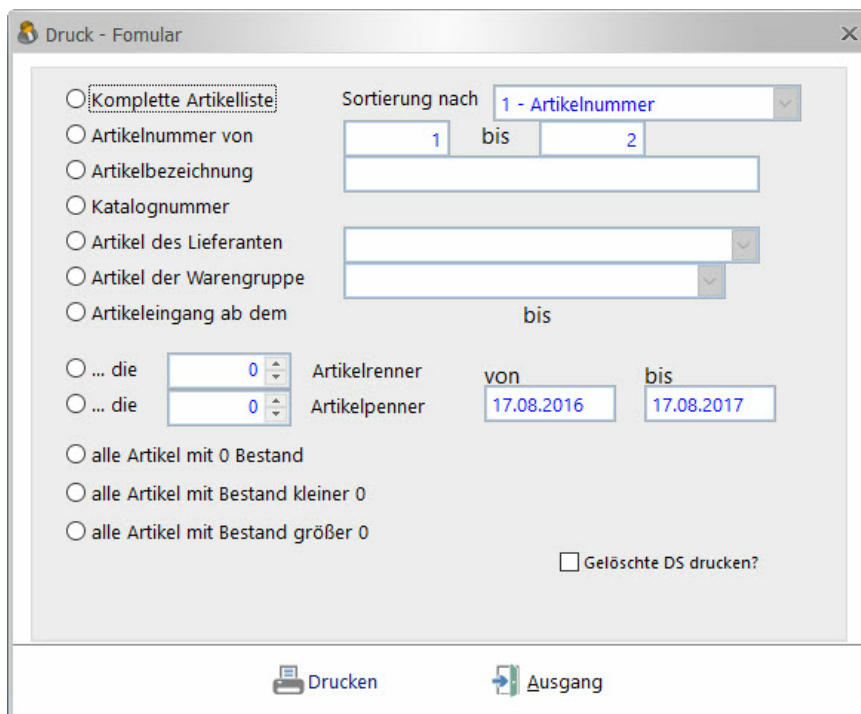 Druck - Fomular
Komplette Artikelliste Sortierung nach 1 - Artikelnummer
Artikelnummer von 1 bis 2
Artikelbezeichnung
Katalognummer
Artikel des Lieferanten
Artikel der Warengruppe
Artikeleingang ab dem bis
... die 0 Artikelrenner von bis
... die 0 Artikelpenner 17.08.2016 17.08.2017
alle Artikel mit 0 Bestand
alle Artikel mit Bestand kleiner 0
alle Artikel mit Bestand größer 0
Gelöschte DS drucken?
Drucken Ausgang